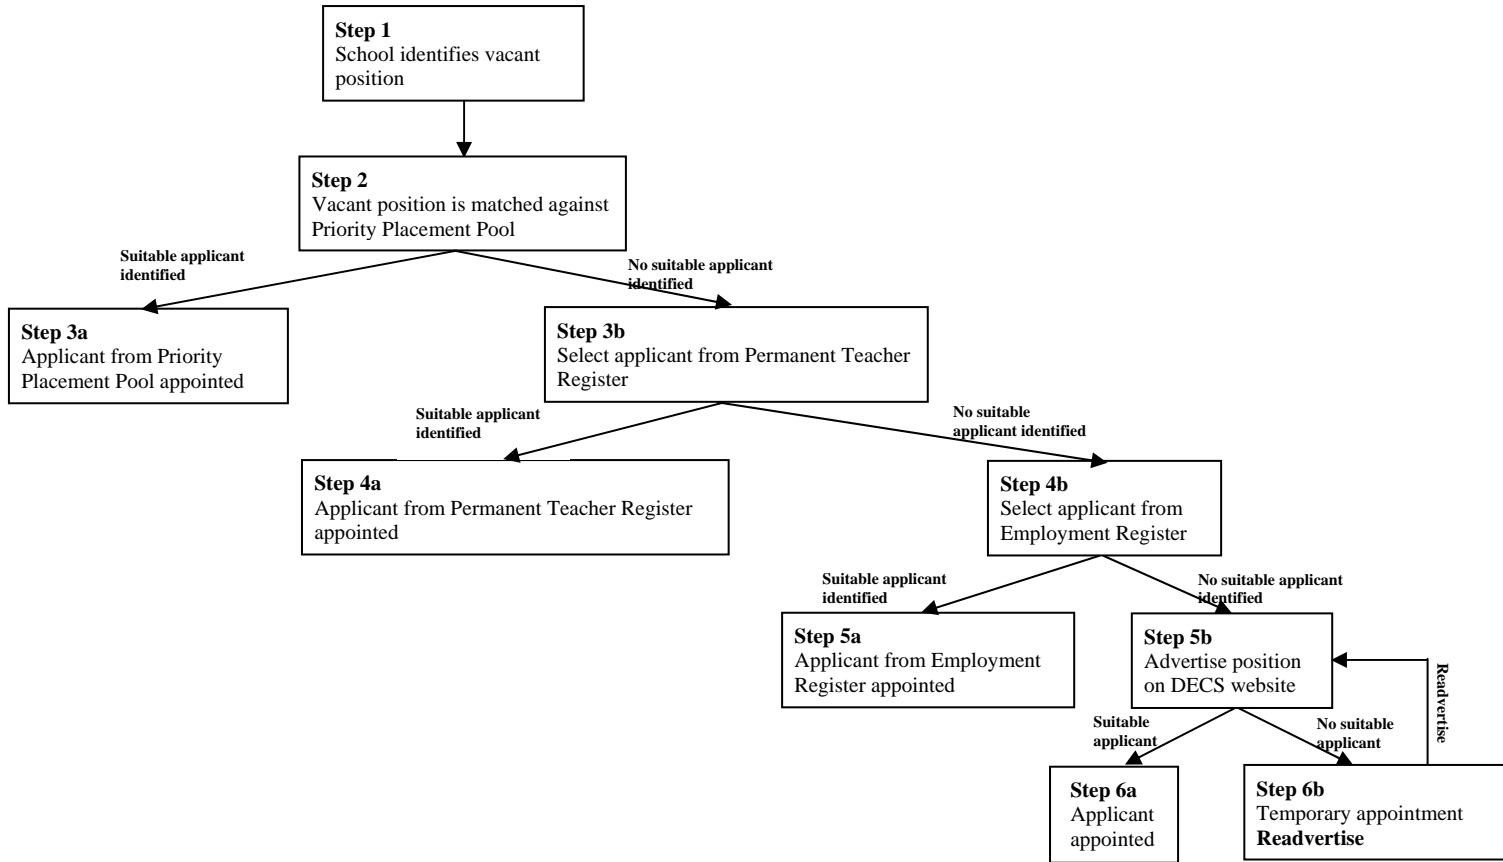 Step 1
School identifies vacant
position
Step 2
Vacant position is matched against
Priority Placement Pool
Suitable applicant
identified
No suitable applicant
identified
Step 3a
Applicant from Priority
Placement Pool appointed
Step 3b
Select applicant from Permanent Teacher
Register
Suitable applicant
identified
No suitable
applicant identified
Step 4a
Applicant from Permanent Teacher Register
appointed
Step 4b
Select applicant from
Employment Register
Suitable applicant
identified
No suitable applicant
identified
Step 5a
Applicant from Employment
Register appointed
Step 5b
Advertise position
on DECS website
Readvertise
Suitable
applicant
No suitable
applicant
Step 6a
Applicant
appointed
Step 6b
Temporary appointment
Readvertise